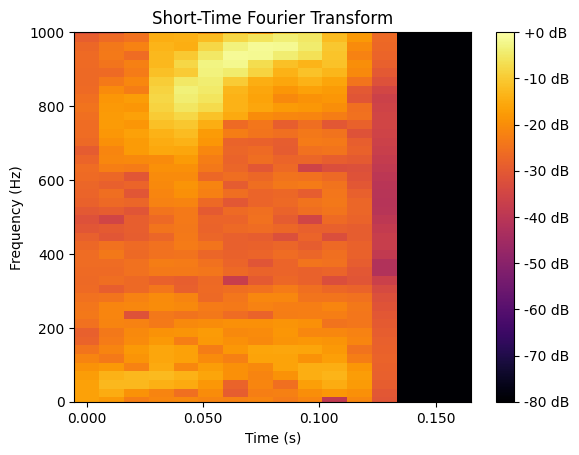 Short-Time Fourier Transform
1000
800
600
400
200
0
Frequency (Hz)
0.000
0.050
0.100
0.150
Time (s)
+0 dB
-10 dB
-20 dB
-30 dB
-40 dB
-50 dB
-60 dB
-70 dB
-80 dB